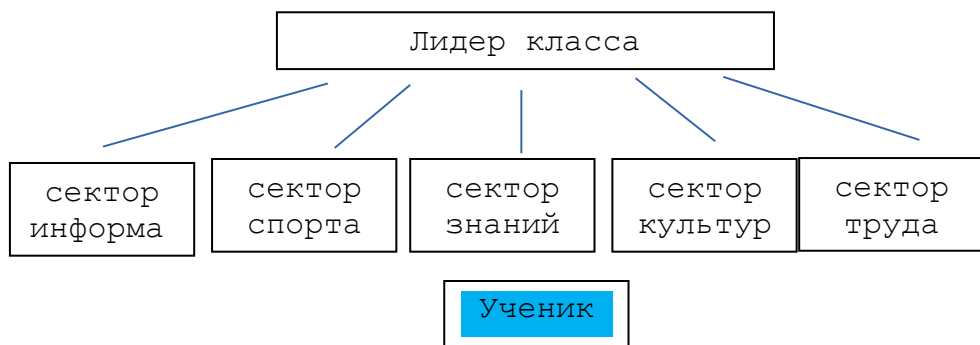 Лидер класса
сектор
информа
сектор
спорта
сектор
знаний
сектор
культур
сектор
труда
Ученик